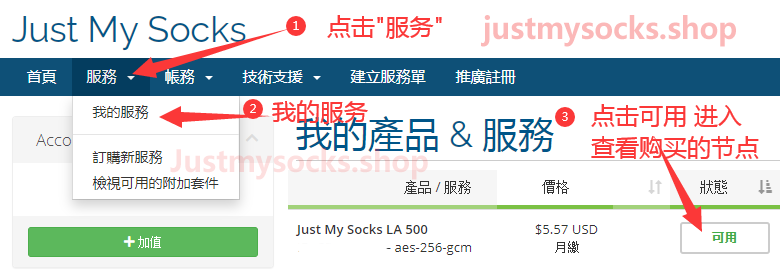 Just My Socks
1 点击"服务"
justmysocks.shop
首頁 服務 帳務 技術支援 建立服務單 推廣註冊
我的服務
2 我的服务
訂購新服務
檢視可用的附加套件
Acco
+ 加值
Justmysocks.shop
我的產品 & 服務
3 点击可用 进入
查看购买的节点
產品 / 服務 價格 狀態
Just My Socks LA 500 $5.57 USD 可用
- aes-256-gcm 月繳